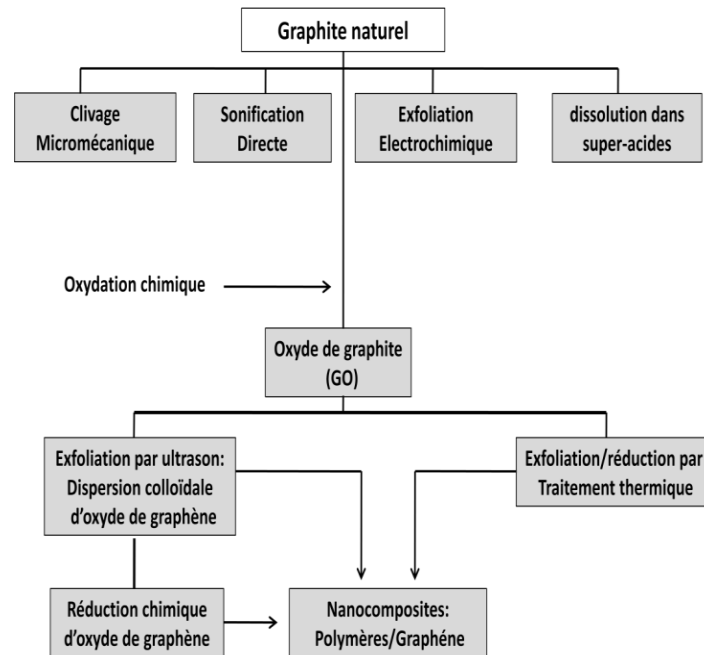 Graphite naturel
Clivage
Micromécanique
Sonification
Directe
Exfoliation
Electrochimique
dissolution dans
super-acides
Oxydation chimique
Oxyde de graphite
(GO)
Exfoliation par ultrason:
Dispersion colloïdale
d'oxyde de graphène
Exfoliation/réduction par
Traitement thermique
Réduction chimique
d'oxyde de graphène
Nanocomposites:
Polymères/Graphéne